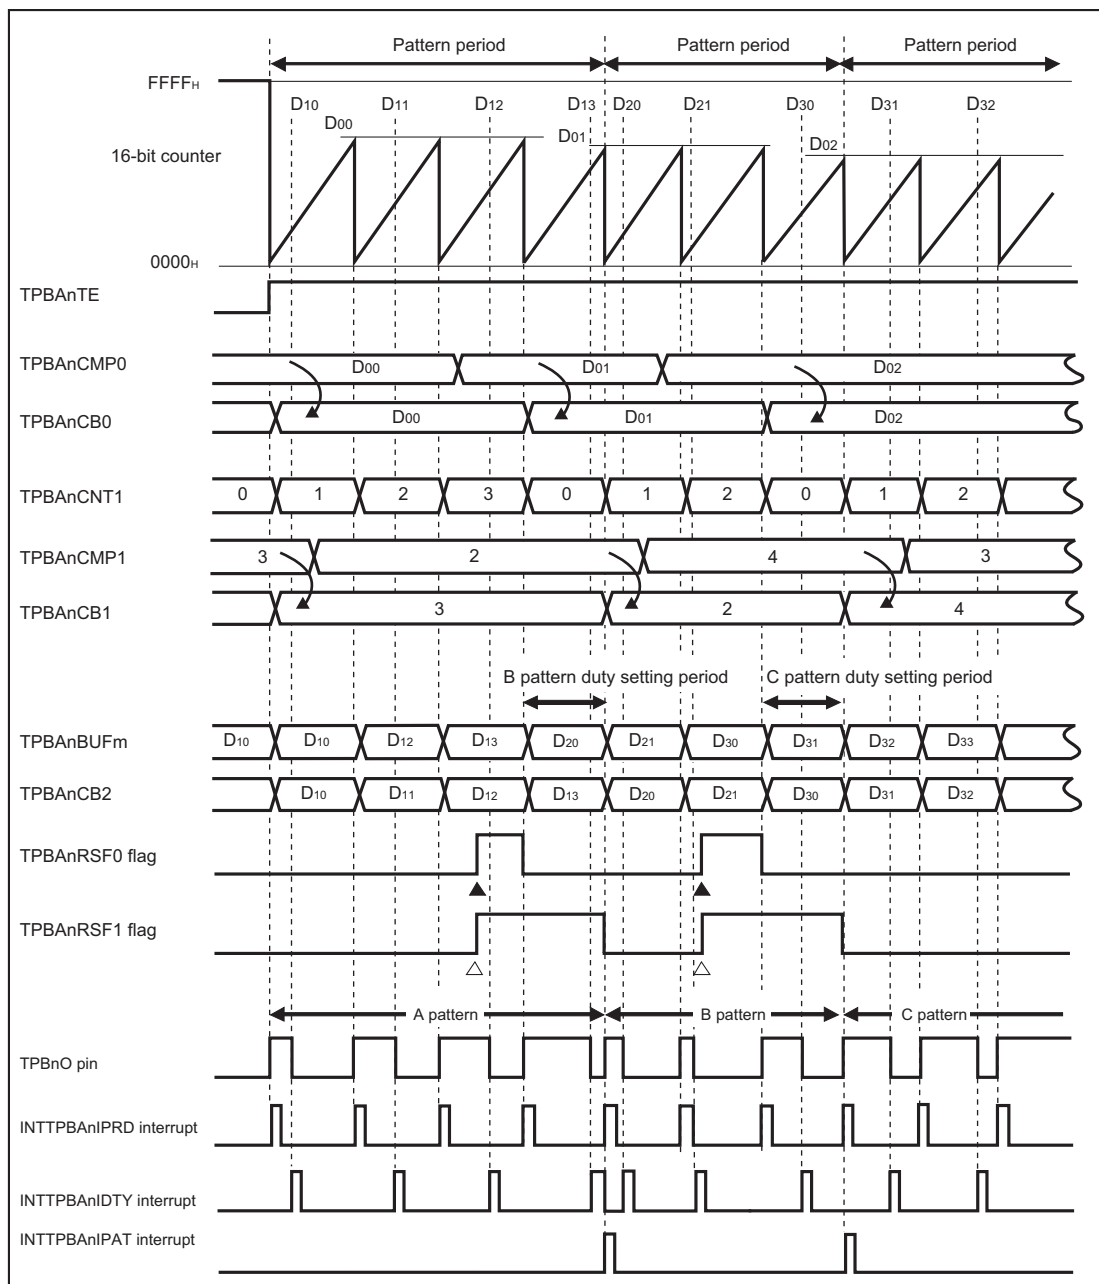 Pattern period Pattern period Pattern period
FFFFH
D10 D11 D12 D13 D20 D21 D30 D31 D32
D00 D01 D02
16-bit counter
0000H
TPBAnTE
TPBAnCMP0 D00 D01 D02
TPBAnCB0 D00 D01 D02
TPBAnCNT1 0 1 2 3 0 1 2 0 1 2
TPBAnCMP1 3 2 4 3
TPBAnCB1 3 2 4
B pattern duty setting period C pattern duty setting period
TPBAnBUFm D10 D10 D12 D13 D20 D21 D30 D31 D32 D33
TPBAnCB2 D10 D11 D12 D13 D20 D21 D30 D31 D32
TPBAnRSF0 flag
TPBAnRSF1 flag
A pattern B pattern C pattern
TPBnO pin
INTTPBAnIPRD interrupt
INTTPBAnIDTY interrupt
INTTPBAnIPAT interrupt